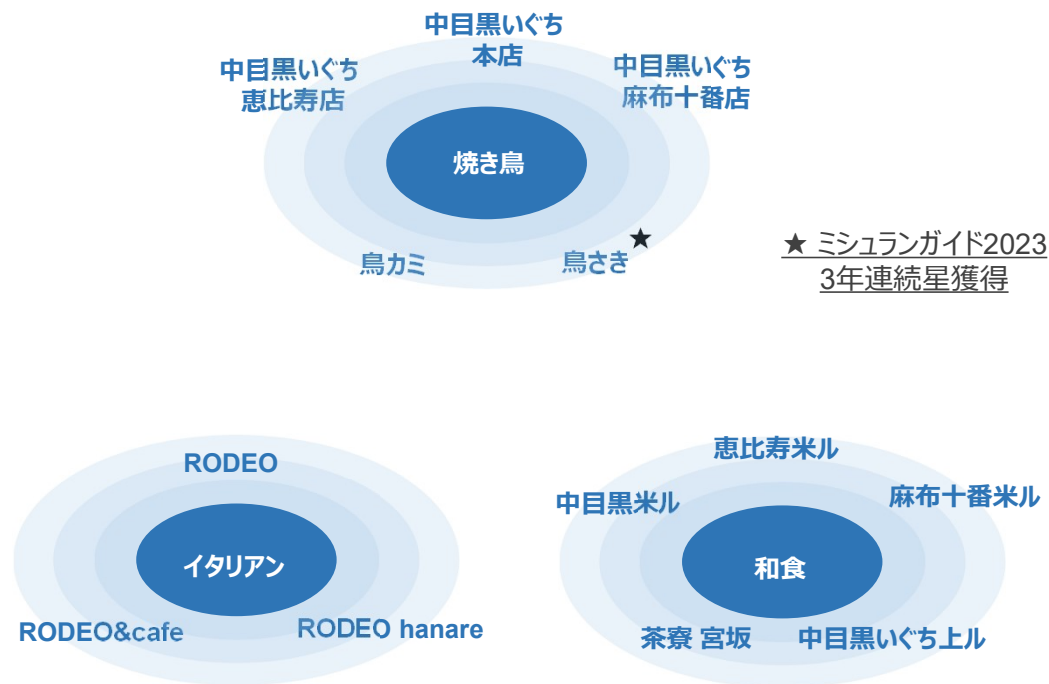 中目黒いぐち
本店
中目黒いぐち
恵比寿店
中目黒いぐち
麻布十番店
焼き鳥
鳥カミ
鳥さき
★
★ ミシュランガイド2023
3年連続星獲得
RODEO
イタリアン
RODEO&cafe
RODEO hanare
恵比寿米ル
中目黒米ル
麻布十番米ル
和食
茶寮 宮坂
中目黒いぐち上ル